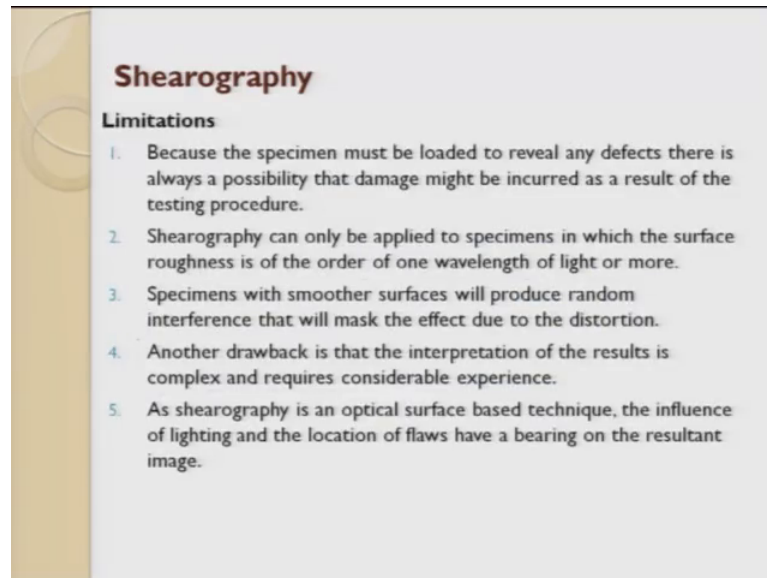 Shearography
Limitations
1. Because the specimen must be loaded to reveal any defects there is
always a possibility that damage might be incurred as a result of the
testing procedure.
2. Shearography can only be applied to specimens in which the surface
roughness is of the order of one wavelength of light or more.
3. Specimens with smoother surfaces will produce random
interference that will mask the effect due to the distortion.
4. Another drawback is that the interpretation of the results is
complex and requires considerable experience.
5. As shearography is an optical surface based technique, the influence
of lighting and the location of flaws have a bearing on the resultant
image.